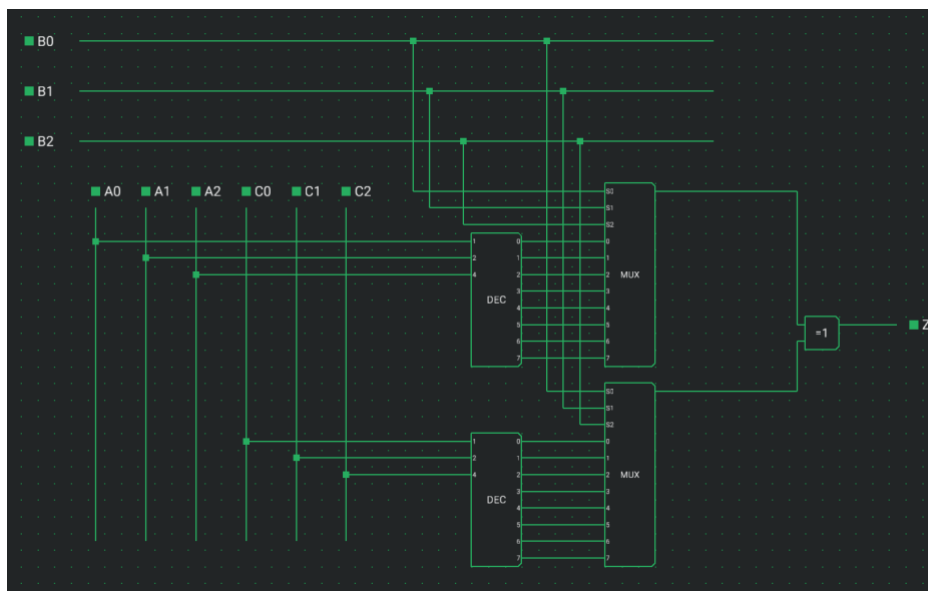 B0
B1
B2
A0 A1 A2 C0 C1 C2
S0
S1
S2
1 0 0
2 1 1
4 2 2 MUX
3 3
DEC 4 4
5 5
6 6
7 7
=1 Z
S0
S1
S2
1 0 0
2 1 1
4 2 2 MUX
3 3
DEC 4 4
5 5
6 6
7 7